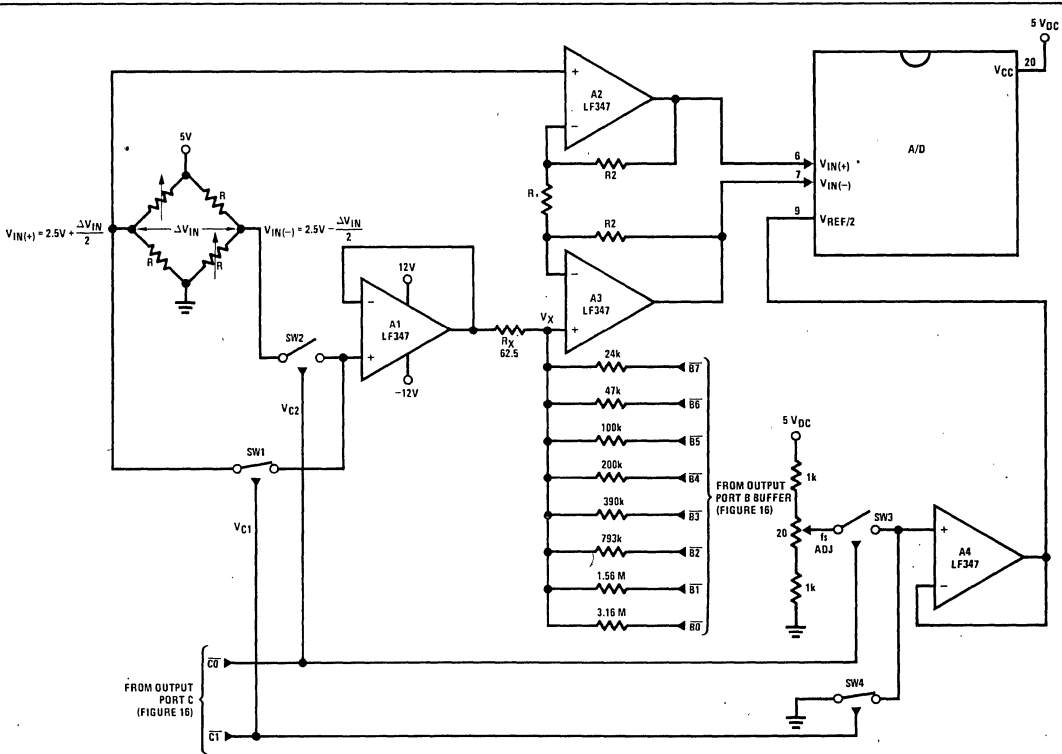 5 VDC
20
VCC
A/D
6
VIN(+)
7
VIN(-)
9
VREF/2
+
A2
LF347
-
R2
R
R2
-
A3
LF347
+
5V
R
R
R
ΔVIN
VIN(+) = 2.5V + ΔVIN/2
VIN(-) = 2.5V - ΔVIN/2
SW2
VC2
SW1
VC1
12V
-
A1
LF347
+
-12V
VX
RX
62.5
24k
B7
47k
B6
100k
B5
200k
B4
390k
B3
793k
B2
1.56 M
B1
3.16 M
B0
FROM OUTPUT
PORT B BUFFER
(FIGURE 16)
5 VDC
1k
20
fs
ADJ
1k
SW3
+
A4
LF347
-
SW4
FROM OUTPUT
PORT C
(FIGURE 16)
C0
C1